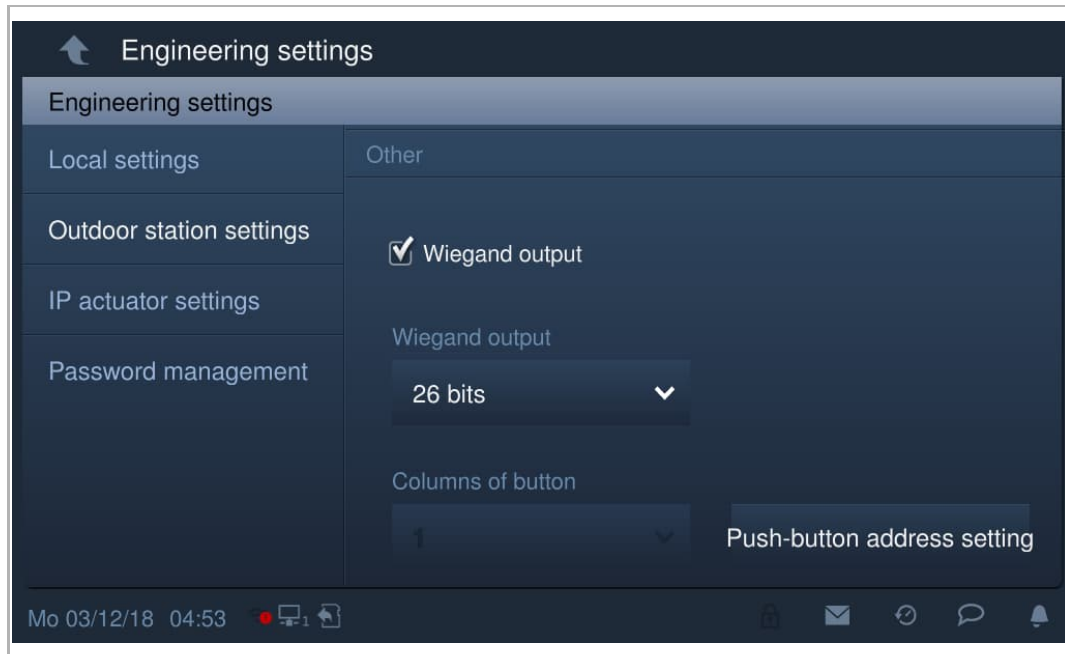 Engineering settings
Engineering settings
Local settings
Other
Outdoor station settings
Wiegand output
IP actuator settings
Wiegand output
Password management
26 bits
Columns of button
1
Push-button address setting
Mo 03/12/18 04:53
1